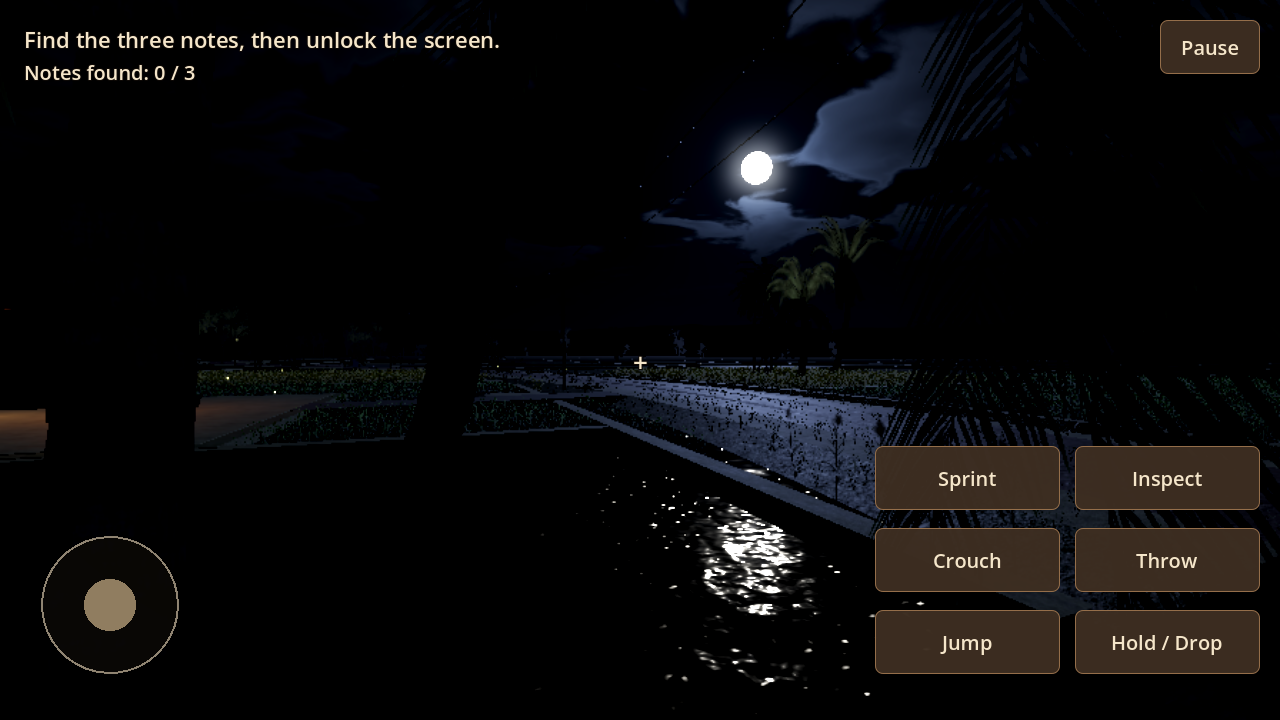 Find the three notes, then unlock the screen.
Notes found: 0 / 3
Pause
Sprint
Inspect
Crouch
Throw
Jump
Hold / Drop